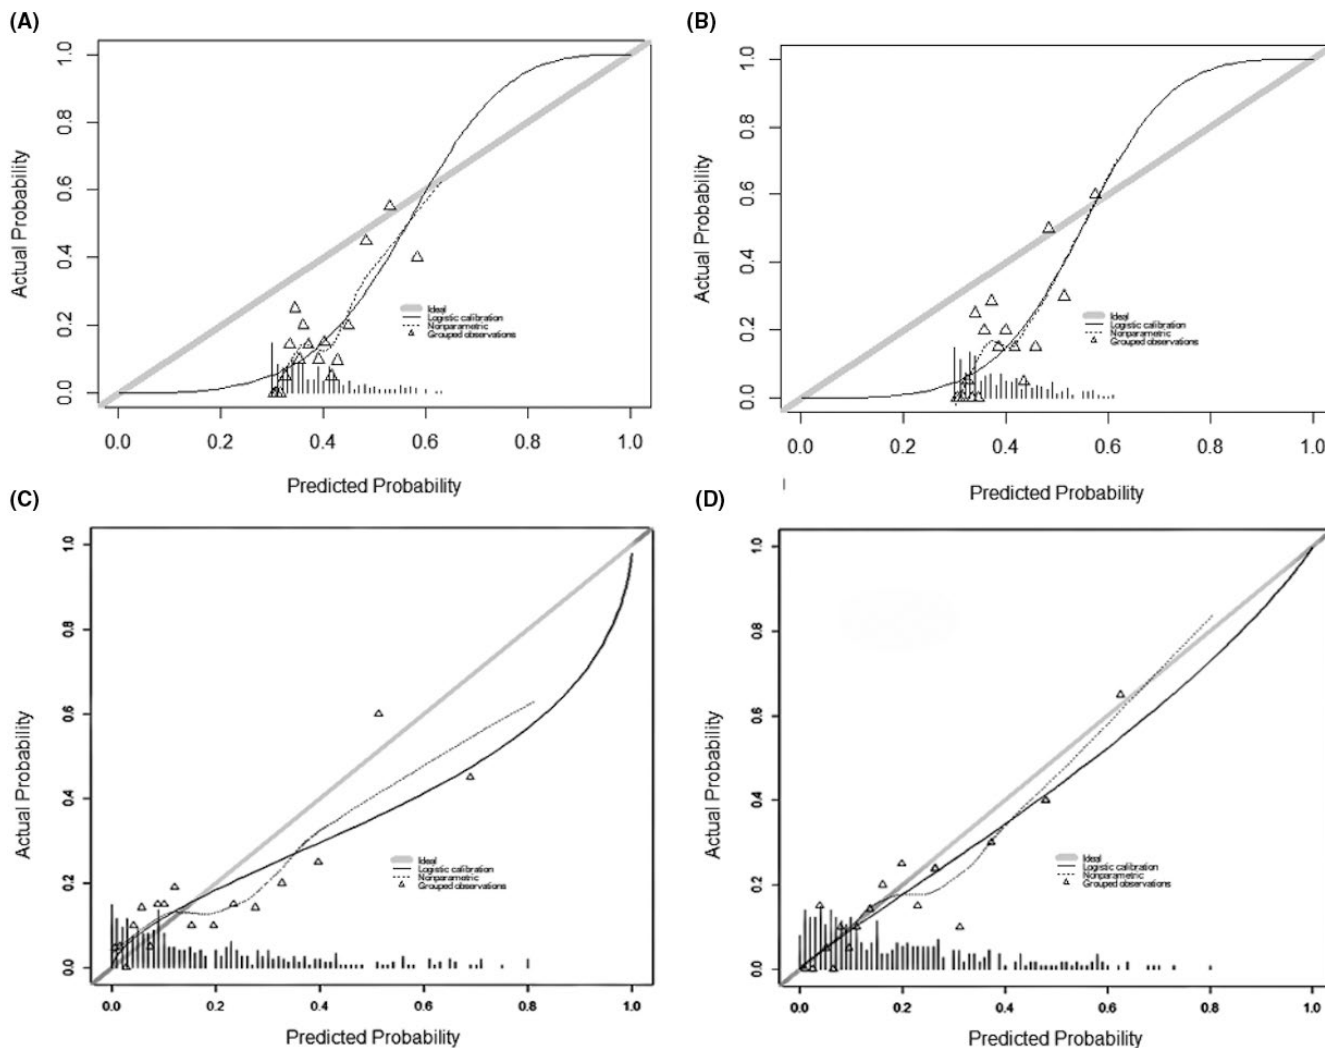 (A)
1.0
0.8
0.6
0.4
0.2
0.0
Actual Probability
Ideal
Logistic calibration
Nonparametric
Grouped observations
0.0 0.2 0.4 0.6 0.8 1.0
Predicted Probability
(B)
1.0
0.8
0.6
0.4
0.2
0.0
Actual Probability
Ideal
Logistic calibration
Nonparametric
Grouped observations
0.0 0.2 0.4 0.6 0.8 1.0
Predicted Probability
(C)
1.0
0.8
0.6
0.4
0.2
0.0
Actual Probability
Ideal
Logistic calibration
Nonparametric
Grouped observations
0.0 0.2 0.4 0.6 0.8 1.0
Predicted Probability
(D)
1.0
0.8
0.6
0.4
0.2
0.0
Actual Probability
Ideal
Logistic calibration
Nonparametric
Grouped observations
0.0 0.2 0.4 0.6 0.8 1.0
Predicted Probability